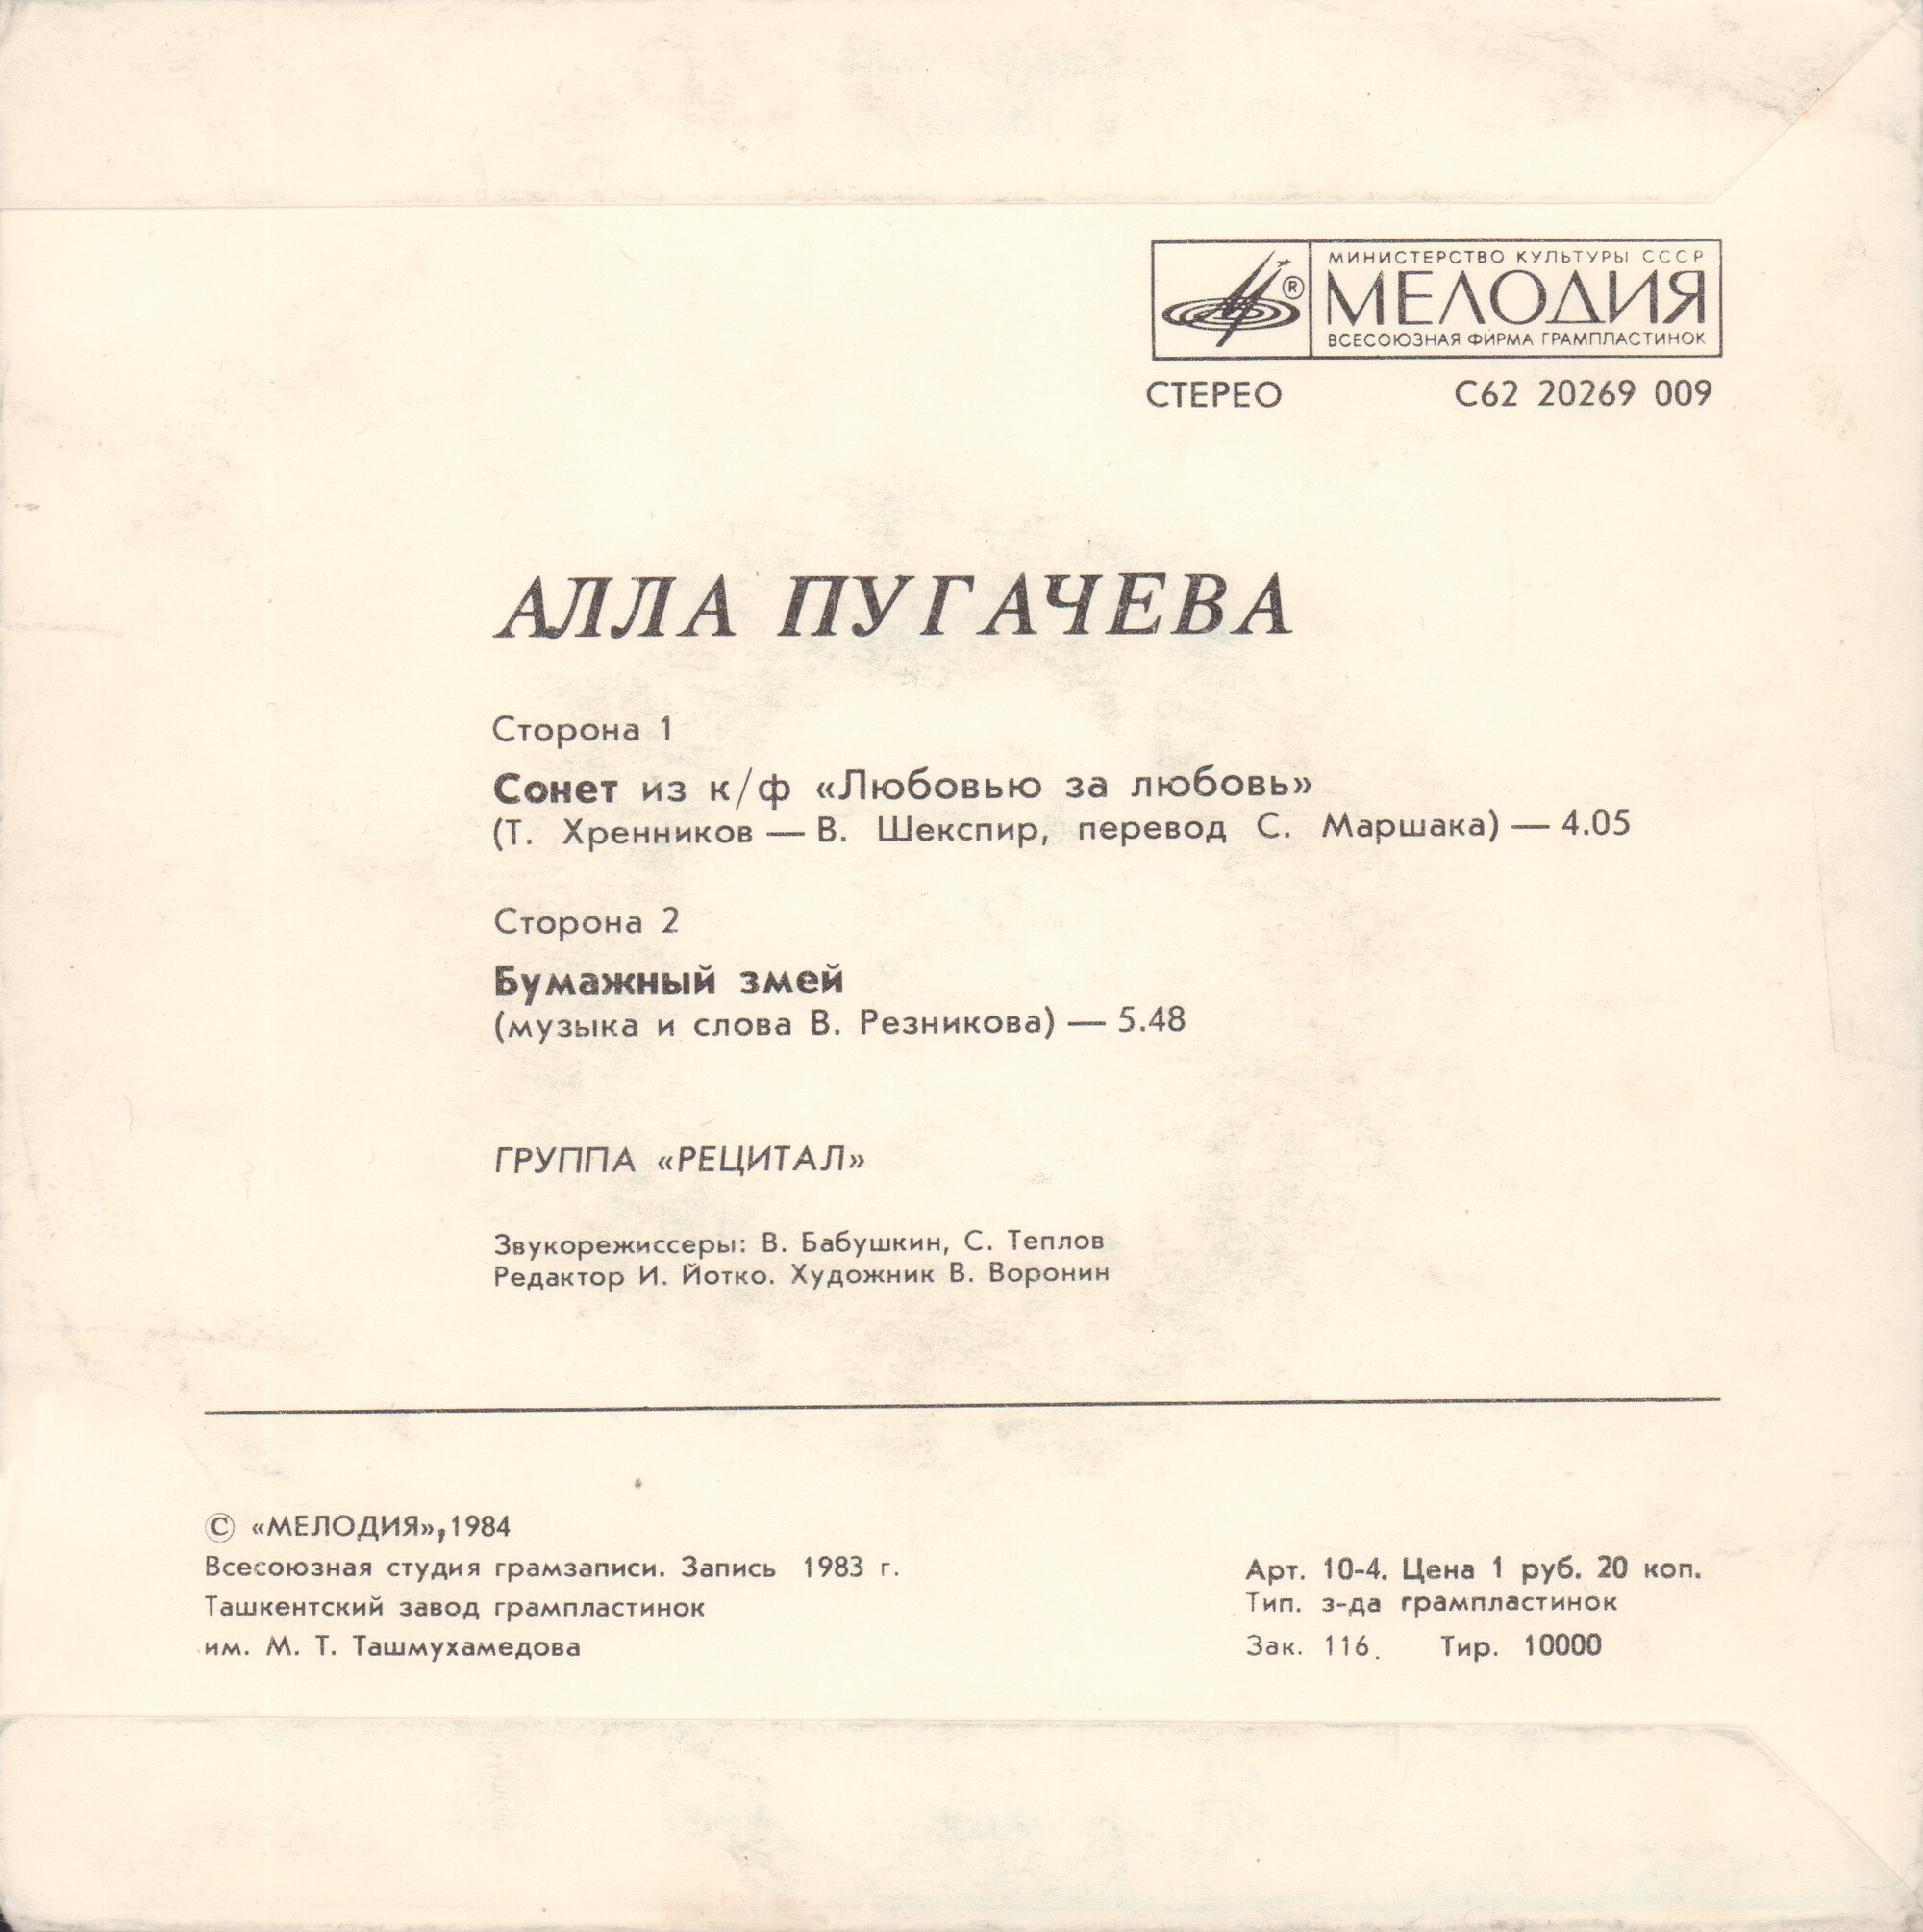 МИНИСТЕРСТВО КУЛЬТУРЫ СССР
МЕЛОДИЯ
ВСЕСОЮЗНАЯ ФИРМА ГРАМПЛАСТИНОК
СТЕРЕО С62 20269 009
АЛЛА ПУГАЧЕВА
Сторона 1
Сонет из к/ф «Любовью за любовь»
(Т. Хренников — В. Шекспир, перевод С. Маршака) — 4.05
Сторона 2
Бумажный змей
(музыка и слова В. Резникова) — 5.48
ГРУППА «РЕЦИТАЛ»
Звукорежиссеры: В. Бабушкин, С. Теплов
Редактор И. Йотко. Художник В. Воронин
© «МЕЛОДИЯ», 1984
Всесоюзная студия грамзаписи. Запись 1983 г.
Ташкентский завод грампластинок
им. М. Т. Ташмухамедова
Арт. 10-4. Цена 1 руб. 20 коп.
Тип. з-да грампластинок
Зак. 116. Тир. 10000